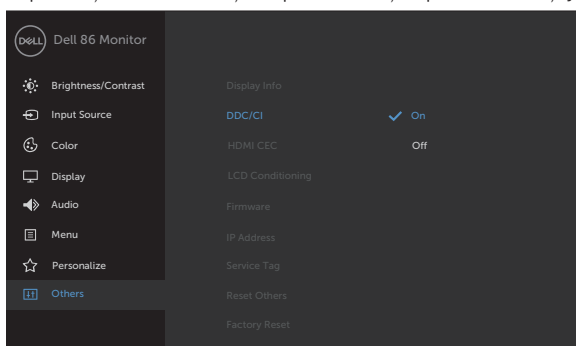 DELL
Dell 86 Monitor
Brightness/Contrast
Input Source
Color
Display
Audio
Menu
Personalize
Others
Display Info
DDC/CI
On
HDMI CEC
Off
LCD Conditioning
Firmware
IP Address
Service Tag
Reset Others
Factory Reset